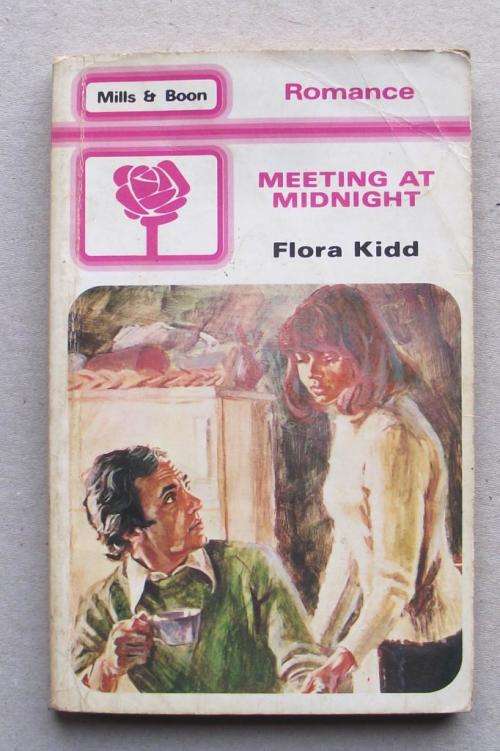 Mills & Boon
Romance
MEETING AT
MIDNIGHT
Flora Kidd